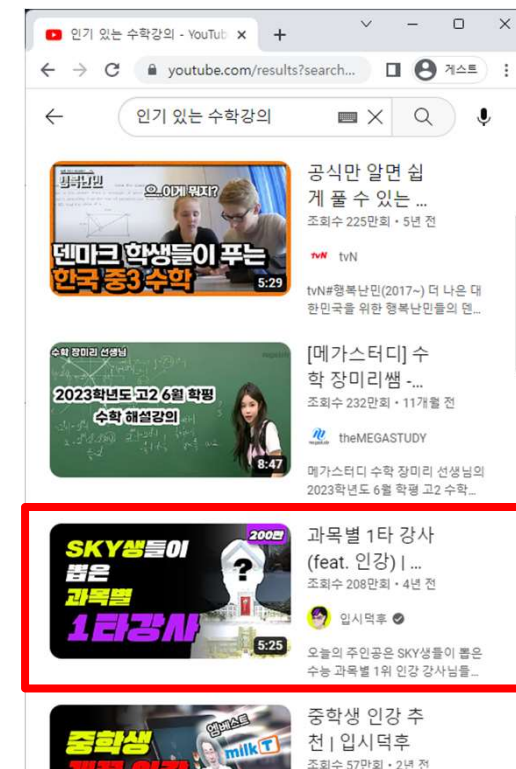 인기 있는 수학강의 - YouTub
youtube.com/results?search...
게스트
인기 있는 수학강의
행복난민
으..이게 뭐지?
덴마크 학생들이 푸는
한국 중3 수학
5:29
공식만 알면 쉽
게 풀 수 있는 ...
조회수 225만회 • 5년 전
tvN tvN
tvN#행복난민(2017~) 더 나은 대
한민국을 위한 행복난민들의 덴...
수학 장미리 선생님
megastudy
2023학년도 고2 6월 학평
수학 해설강의
8:47
[메가스터디] 수
학 장미리쌤 -...
조회수 232만회 • 11개월 전
theMEGASTUDY
메가스터디 수학 장미리 선생님의
2023학년도 6월 학평 고2 수학...
SKY생들이
뽑은
과목별
1타강사
200만
?
5:25
과목별 1타 강사
(feat. 인강) | ...
조회수 208만회 • 4년 전
입시덕후
오늘의 주인공은 SKY생들이 뽑은
수능 과목별 1위 인강 강사님들...
중학생
엠베스트
milk T
중학생 인강 추
천 | 입시덕후
조회수 57만회 • 2년 전